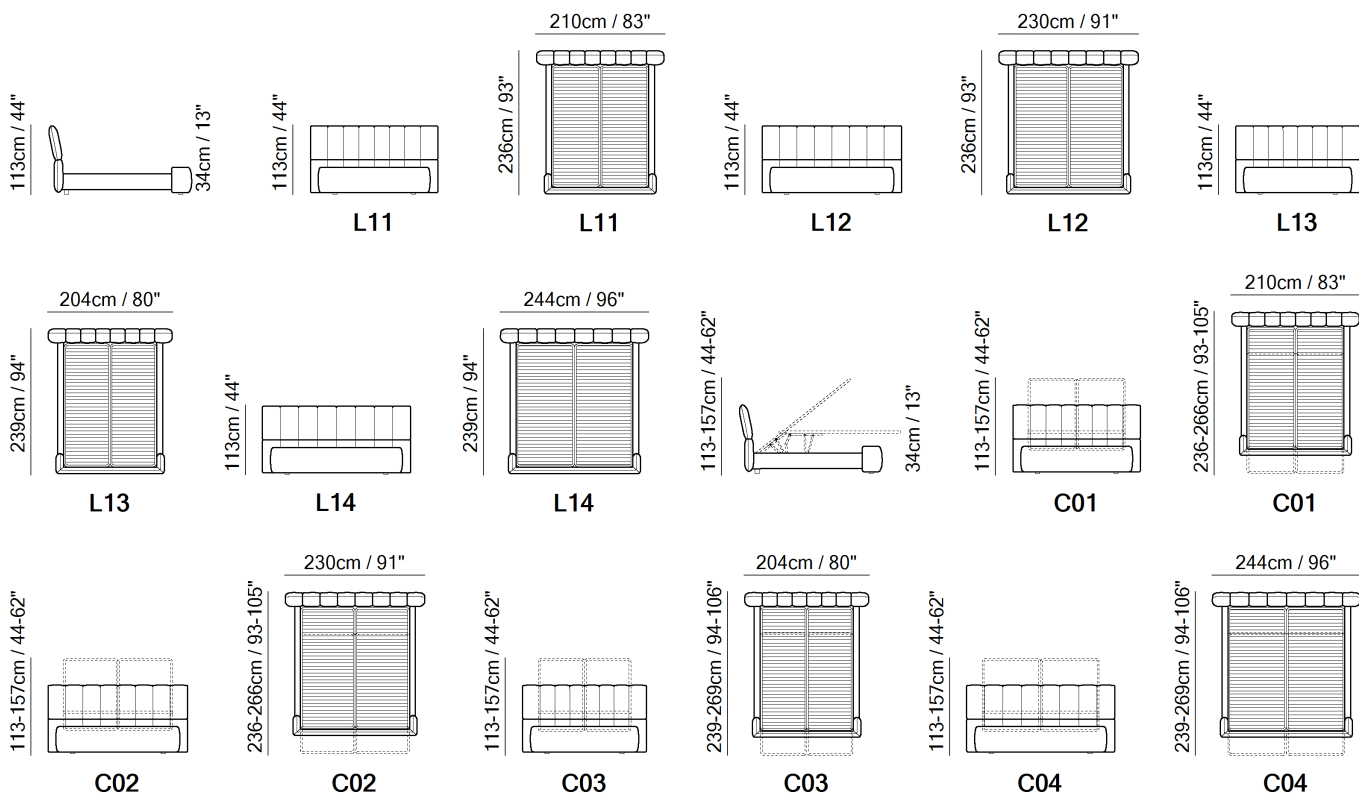 210cm / 83"
230cm / 91"
113cm / 44"
34cm / 13"
113cm / 44"
236cm / 93"
113cm / 44"
236cm / 93"
113cm / 44"
L11
L11
L12
L12
L13
204cm / 80"
244cm / 96"
210cm / 83"
239cm / 94"
113cm / 44"
239cm / 94"
113-157cm / 44-62"
34cm / 13"
113-157cm / 44-62"
236-266cm / 93-105"
L13
L14
L14
C01
C01
230cm / 91"
204cm / 80"
244cm / 96"
113-157cm / 44-62"
236-266cm / 93-105"
113-157cm / 44-62"
239-269cm / 94-106"
113-157cm / 44-62"
239-269cm / 94-106"
C02
C02
C03
C03
C04
C04